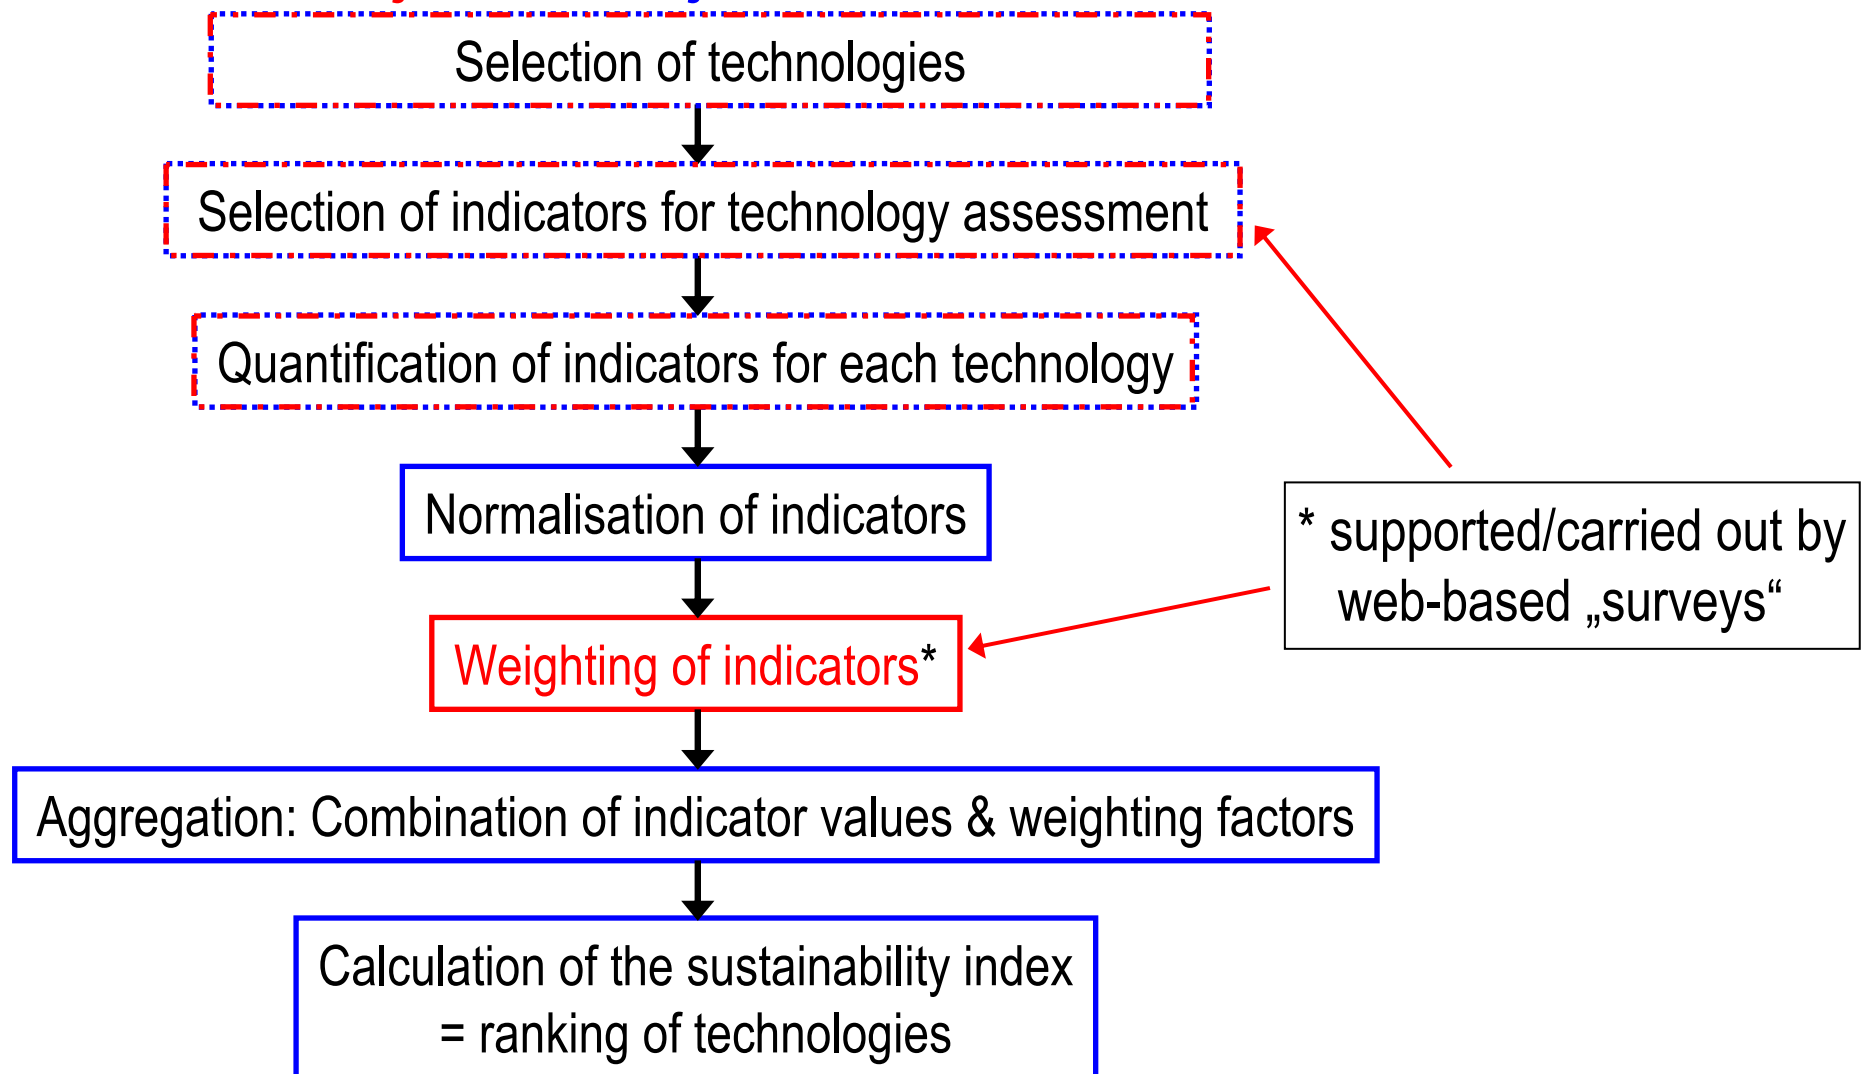 Selection of technologies
Selection of indicators for technology assessment
Quantification of indicators for each technology
Normalisation of indicators
* supported/carried out by
web-based „surveys“
Weighting of indicators*
Aggregation: Combination of indicator values & weighting factors
Calculation of the sustainability index
= ranking of technologies